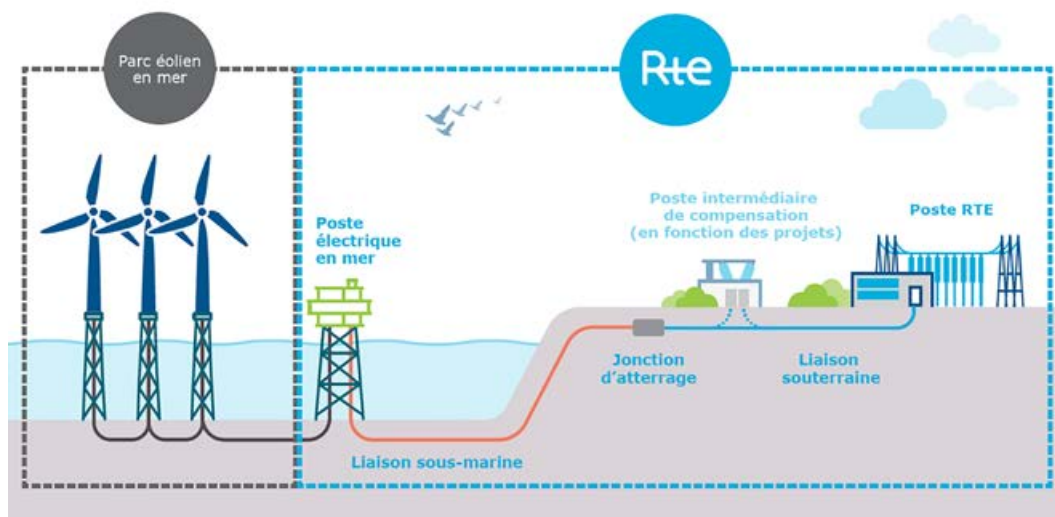 Parc éolien
en mer
Rte
Poste
électrique
en mer
Poste intermédiaire
de compensation
(en fonction des projets)
Poste RTE
Jonction
d'atterrage
Liaison
souterraine
Liaison sous-marine